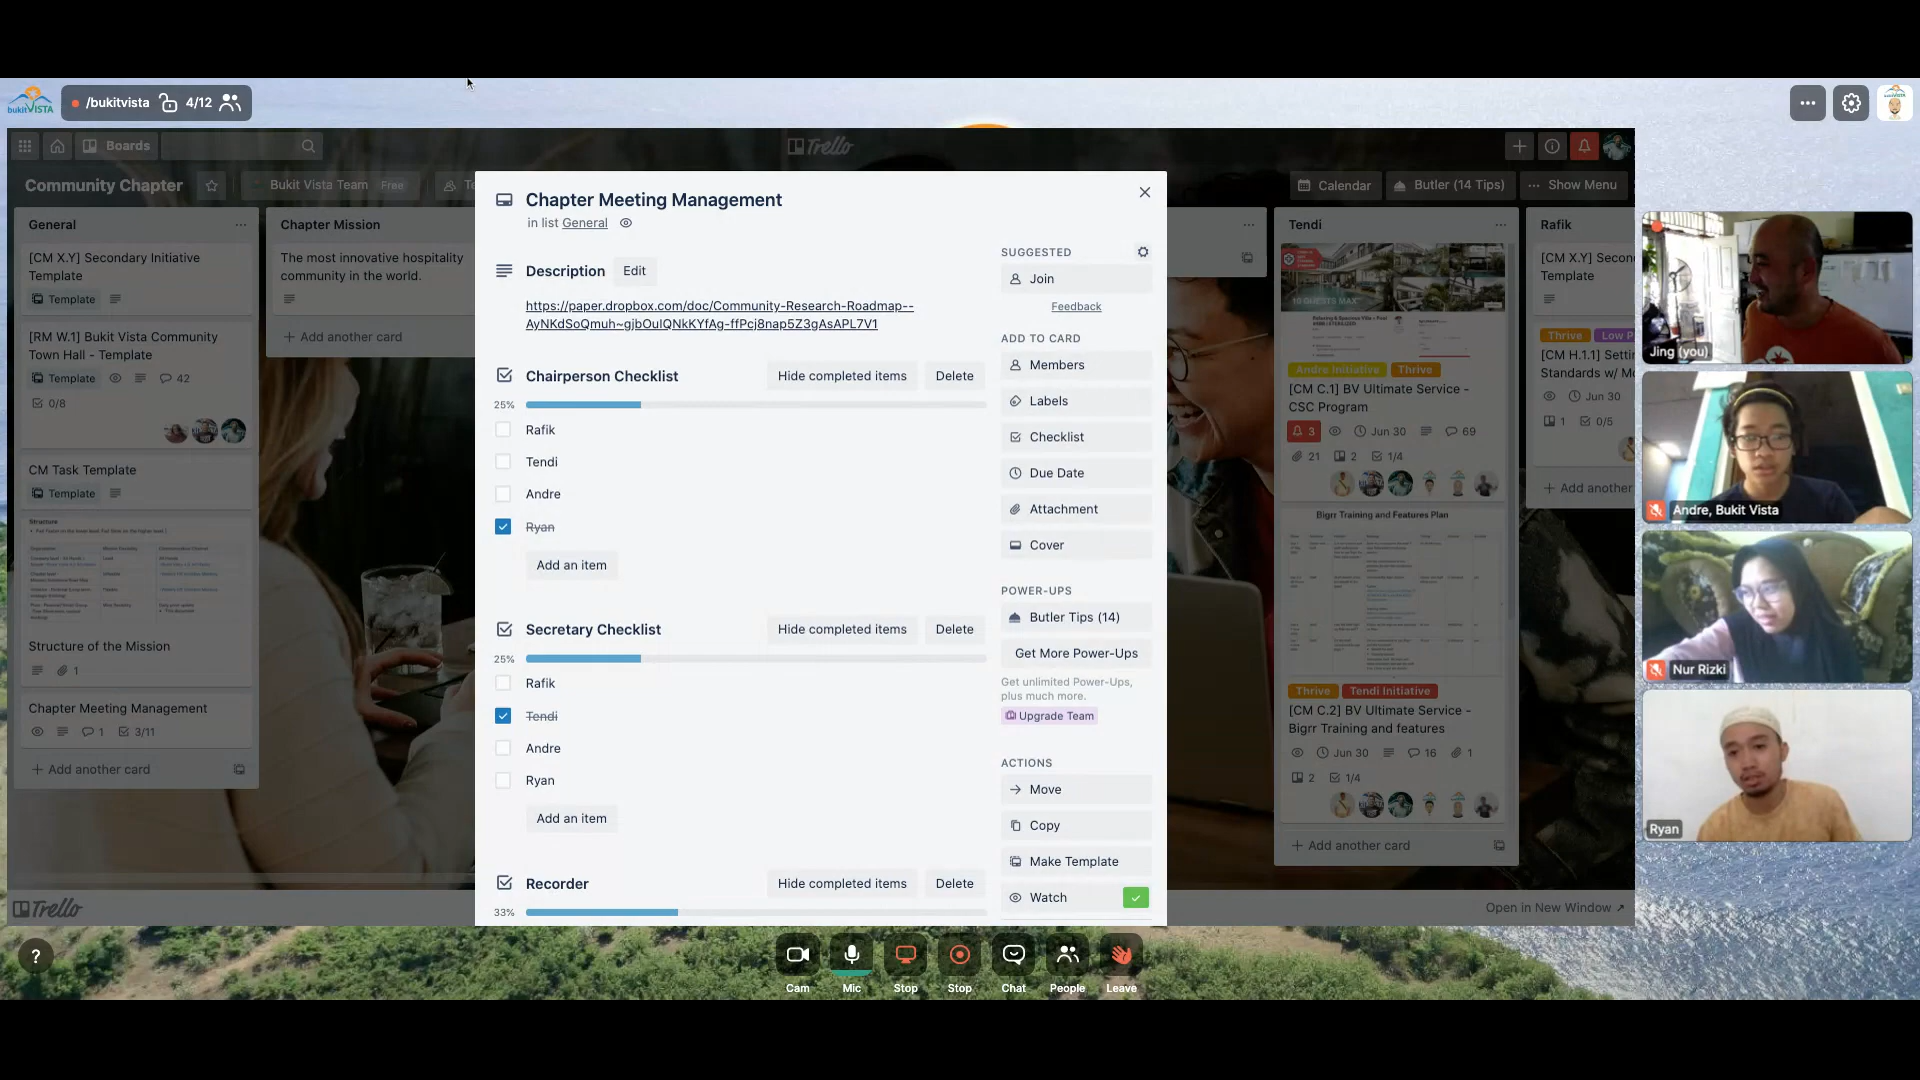 bukitVISTA
/bukitvista
4/12
Boards
Trello
Community Chapter
Bukit Vista Team
Free
Calendar
Butler (14 Tips)
Show Menu
General
[CM X.Y] Secondary Initiative
Template
Template
[RM W.1] Bukit Vista Community
Town Hall - Template
Template
42
0/8
CM Task Template
Template
Structure
Structure of the Mission
1
Chapter Meeting Management
1
3/11
+ Add another card
Chapter Mission
The most innovative hospitality
community in the world.
+ Add another card
Chapter Meeting Management
in list General
Description
Edit
https://paper.dropbox.com/doc/Community-Research-Roadmap--
AyNKdSoQmuh~gjbOuIQNkKYfAg-ffPcj8nap5Z3gAsAPL7V1
Chairperson Checklist
Hide completed items
Delete
25%
Rafik
Tendi
Andre
Ryan
Add an item
Secretary Checklist
Hide completed items
Delete
25%
Rafik
Tendi
Andre
Ryan
Add an item
Recorder
Hide completed items
Delete
33%
SUGGESTED
Join
Feedback
ADD TO CARD
Members
Labels
Checklist
Due Date
Attachment
Cover
POWER-UPS
Butler Tips (14)
Get More Power-Ups
Get unlimited Power-Ups,
plus much more.
Upgrade Team
ACTIONS
Move
Copy
Make Template
Watch
Tendi
10 GUESTS MAX
Andre Initiative
Thrive
[CM C.1] BV Ultimate Service -
CSC Program
3
Jun 30
69
21
2
1/4
Bigrr Training and Features Plan
Thrive
Tendi Initiative
[CM C.2] BV Ultimate Service -
Bigrr Training and features
Jun 30
16
1
2
1/4
+ Add another card
Rafik
[CM X.Y] Secon
Template
Thrive
Low P
[CM H.1.1] Setti
Standards w/ Mo
Jun 30
1
0/5
+ Add another
Trello
Open in New Window
Jing (you)
Andre, Bukit Vista
Nur Rizki
Ryan
?
Cam
Mic
Stop
Stop
Chat
People
Leave